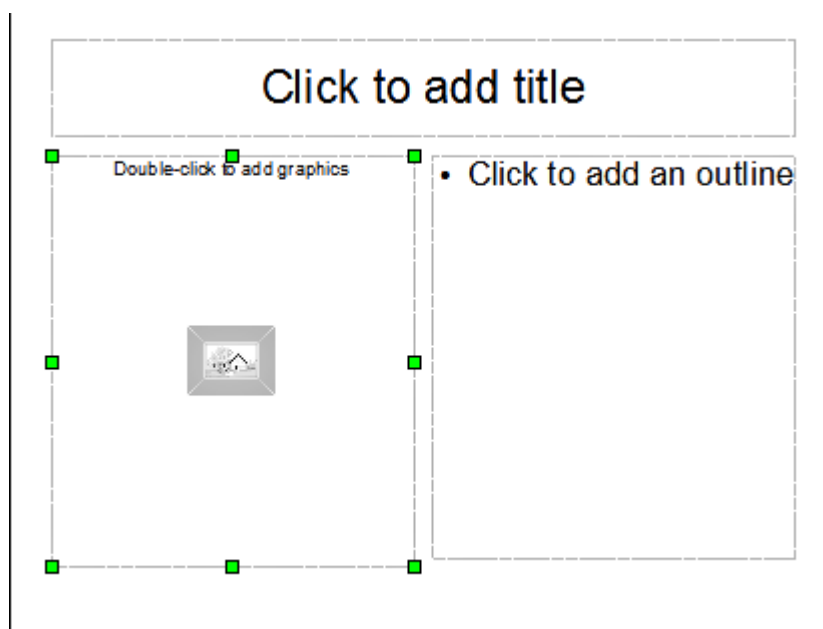 Click to add title
Double-click to add graphics
• Click to add an outline